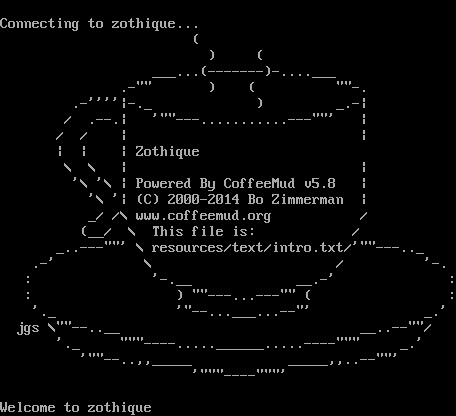 Connecting to zothique...
Zothique
Powered By CoffeeMud v5.8
(C) 2000-2014 Bo Zimmerman
www.coffeemud.org
This file is:
resources/text/intro.txt
jgs
Welcome to zothique